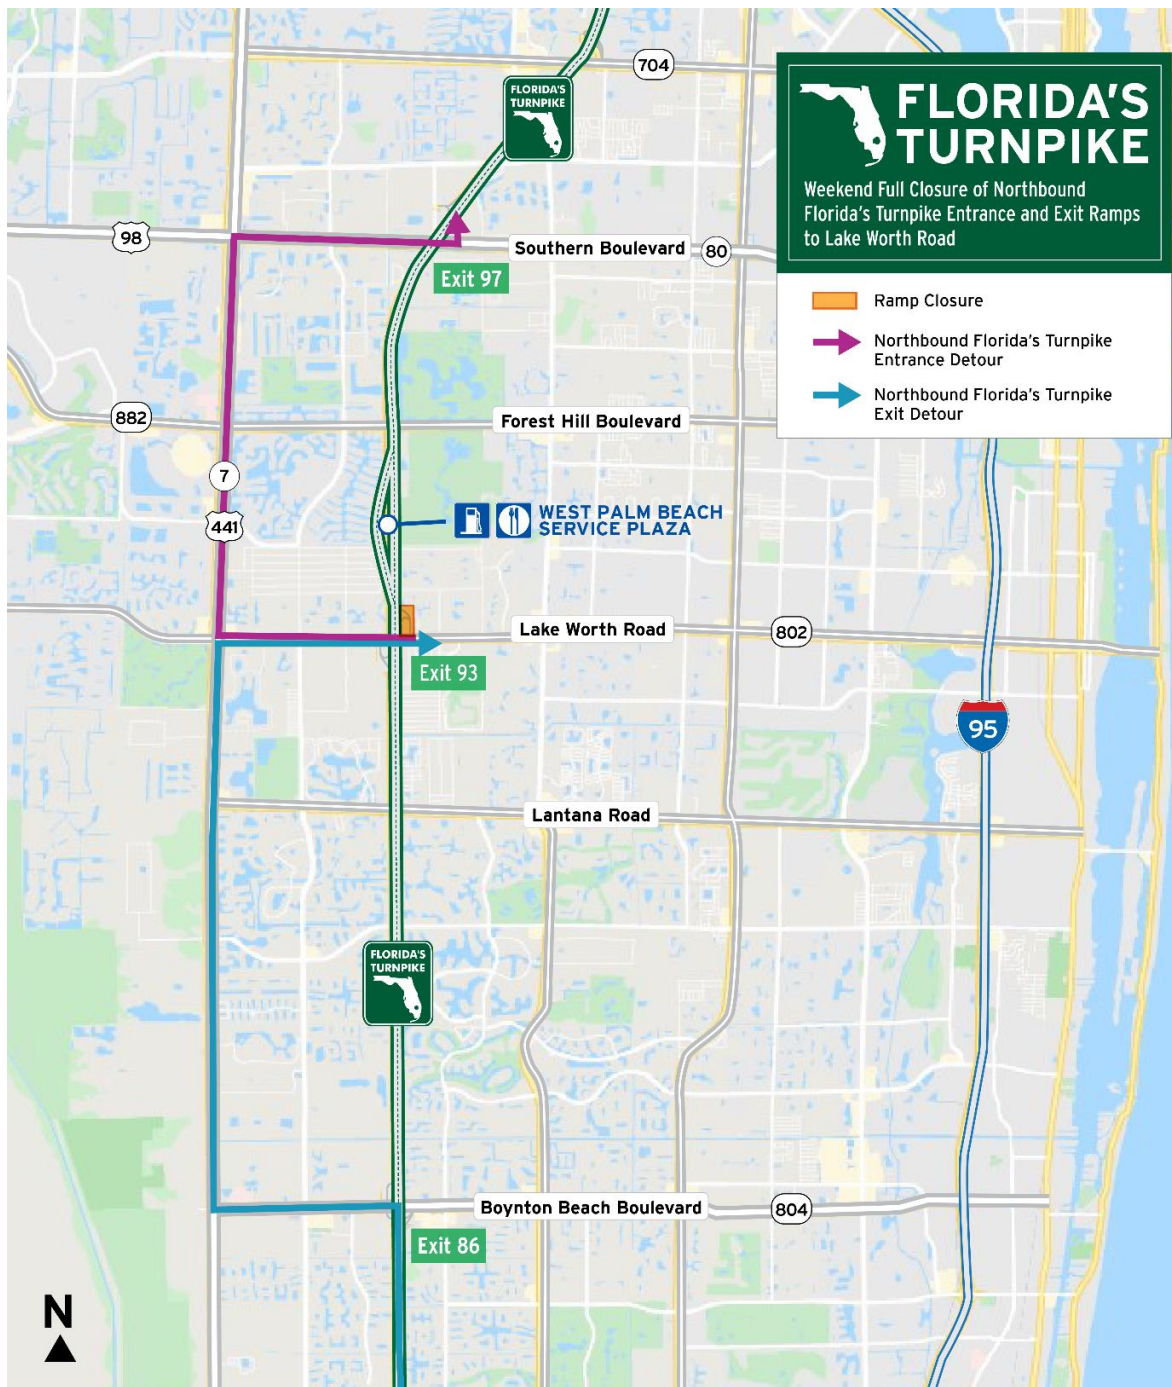 704
FLORIDA'S
TURNPIKE
FLORIDA'S
TURNPIKE
Weekend Full Closure of Northbound
Florida's Turnpike Entrance and Exit Ramps
to Lake Worth Road
98
Southern Boulevard
80
Exit 97
Ramp Closure
Northbound Florida's Turnpike
Entrance Detour
Northbound Florida's Turnpike
Exit Detour
882
Forest Hill Boulevard
7
441
WEST PALM BEACH
SERVICE PLAZA
Lake Worth Road
802
Exit 93
95
Lantana Road
FLORIDA'S
TURNPIKE
Boynton Beach Boulevard
804
Exit 86
N